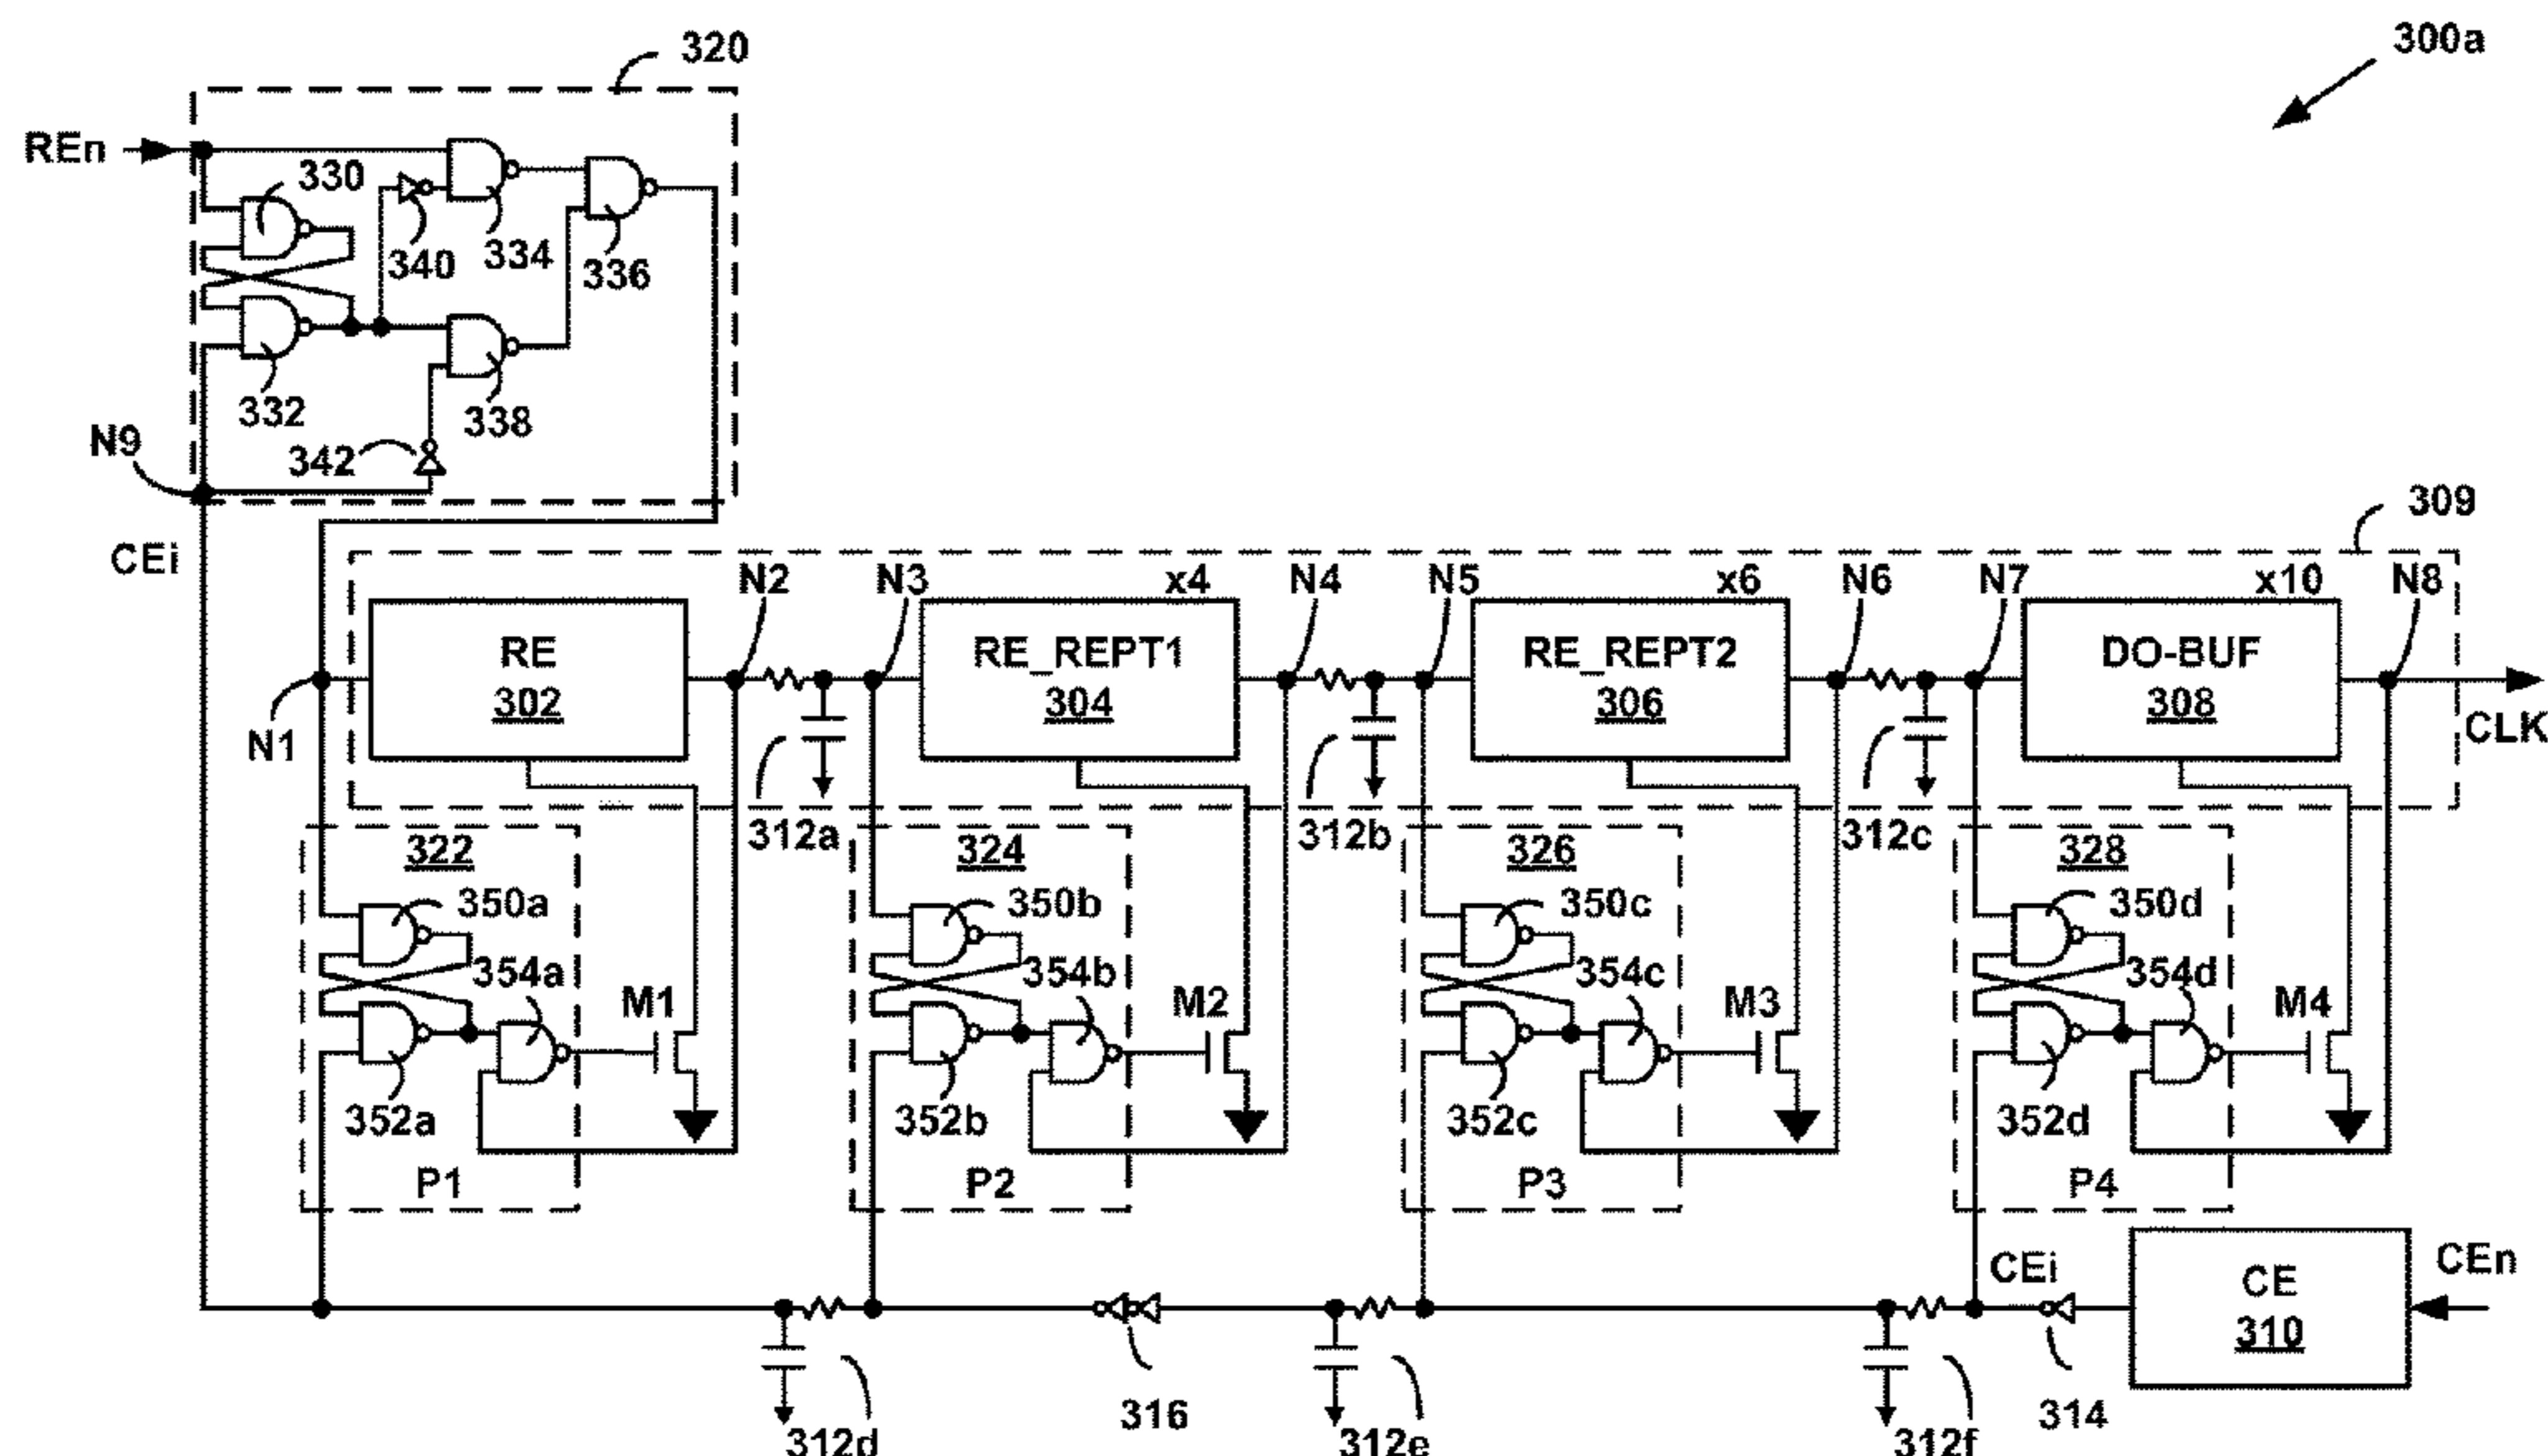 320
300a
REn
330
340
334
336
332
338
N9
342
309
CEi
N2
N3
x4
N4
N5
x6
N6
N7
x10
N8
RE
302
RE_REPT1
304
RE_REPT2
306
DO-BUF
308
N1
CLK
312a
312b
312c
322
324
326
328
350a
350b
350c
350d
354a
354b
354c
354d
M1
M2
M3
M4
352a
352b
352c
352d
P1
P2
P3
P4
CEi
CE
310
CEn
316
314
312d
312e
312f